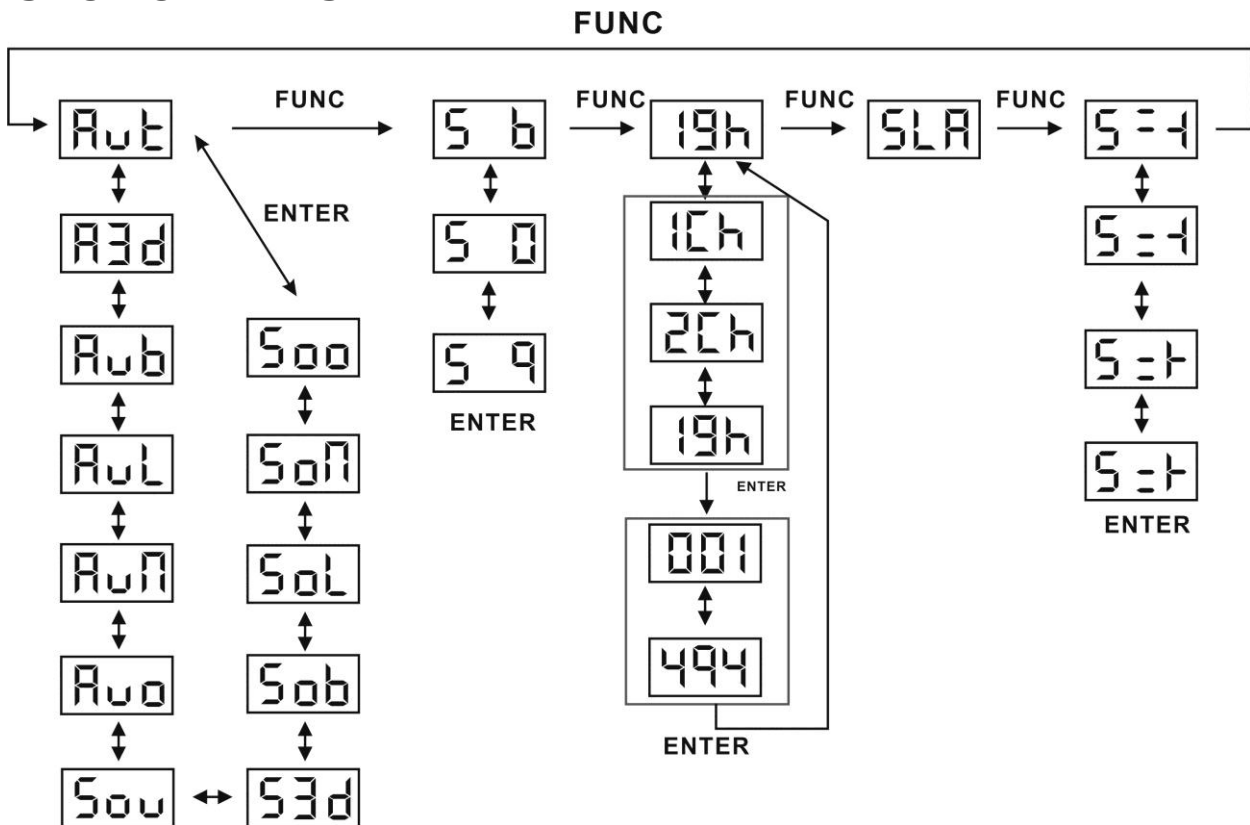 FUNC
Aut FUNC S b FUNC 19h FUNC SLA FUNC S=-|
A3d ENTER S 0 1Ch S=-|
Aub Soo S 9 2Ch S=|-
ENTER
AuL SoM 19h S=|-
ENTER
ENTER
AuM SoL 001
Auo Sob 494
ENTER
Sou S3d